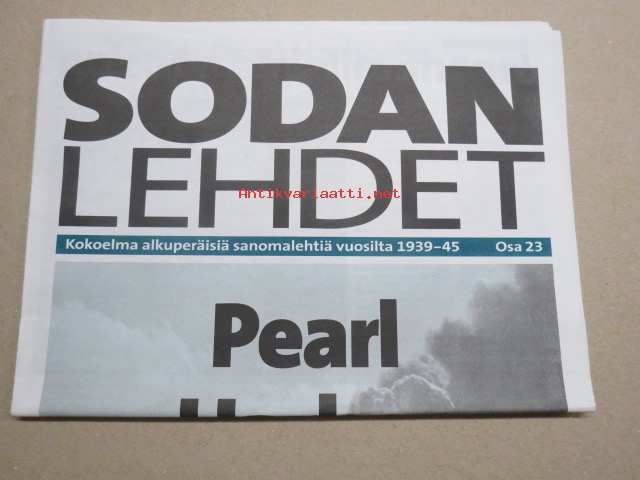 SODAN
LEHDET
Antikvariaatti.net
Kokoelma alkuperäisiä sanomalehtiä vuosilta 1939–45 Osa 23
Pearl